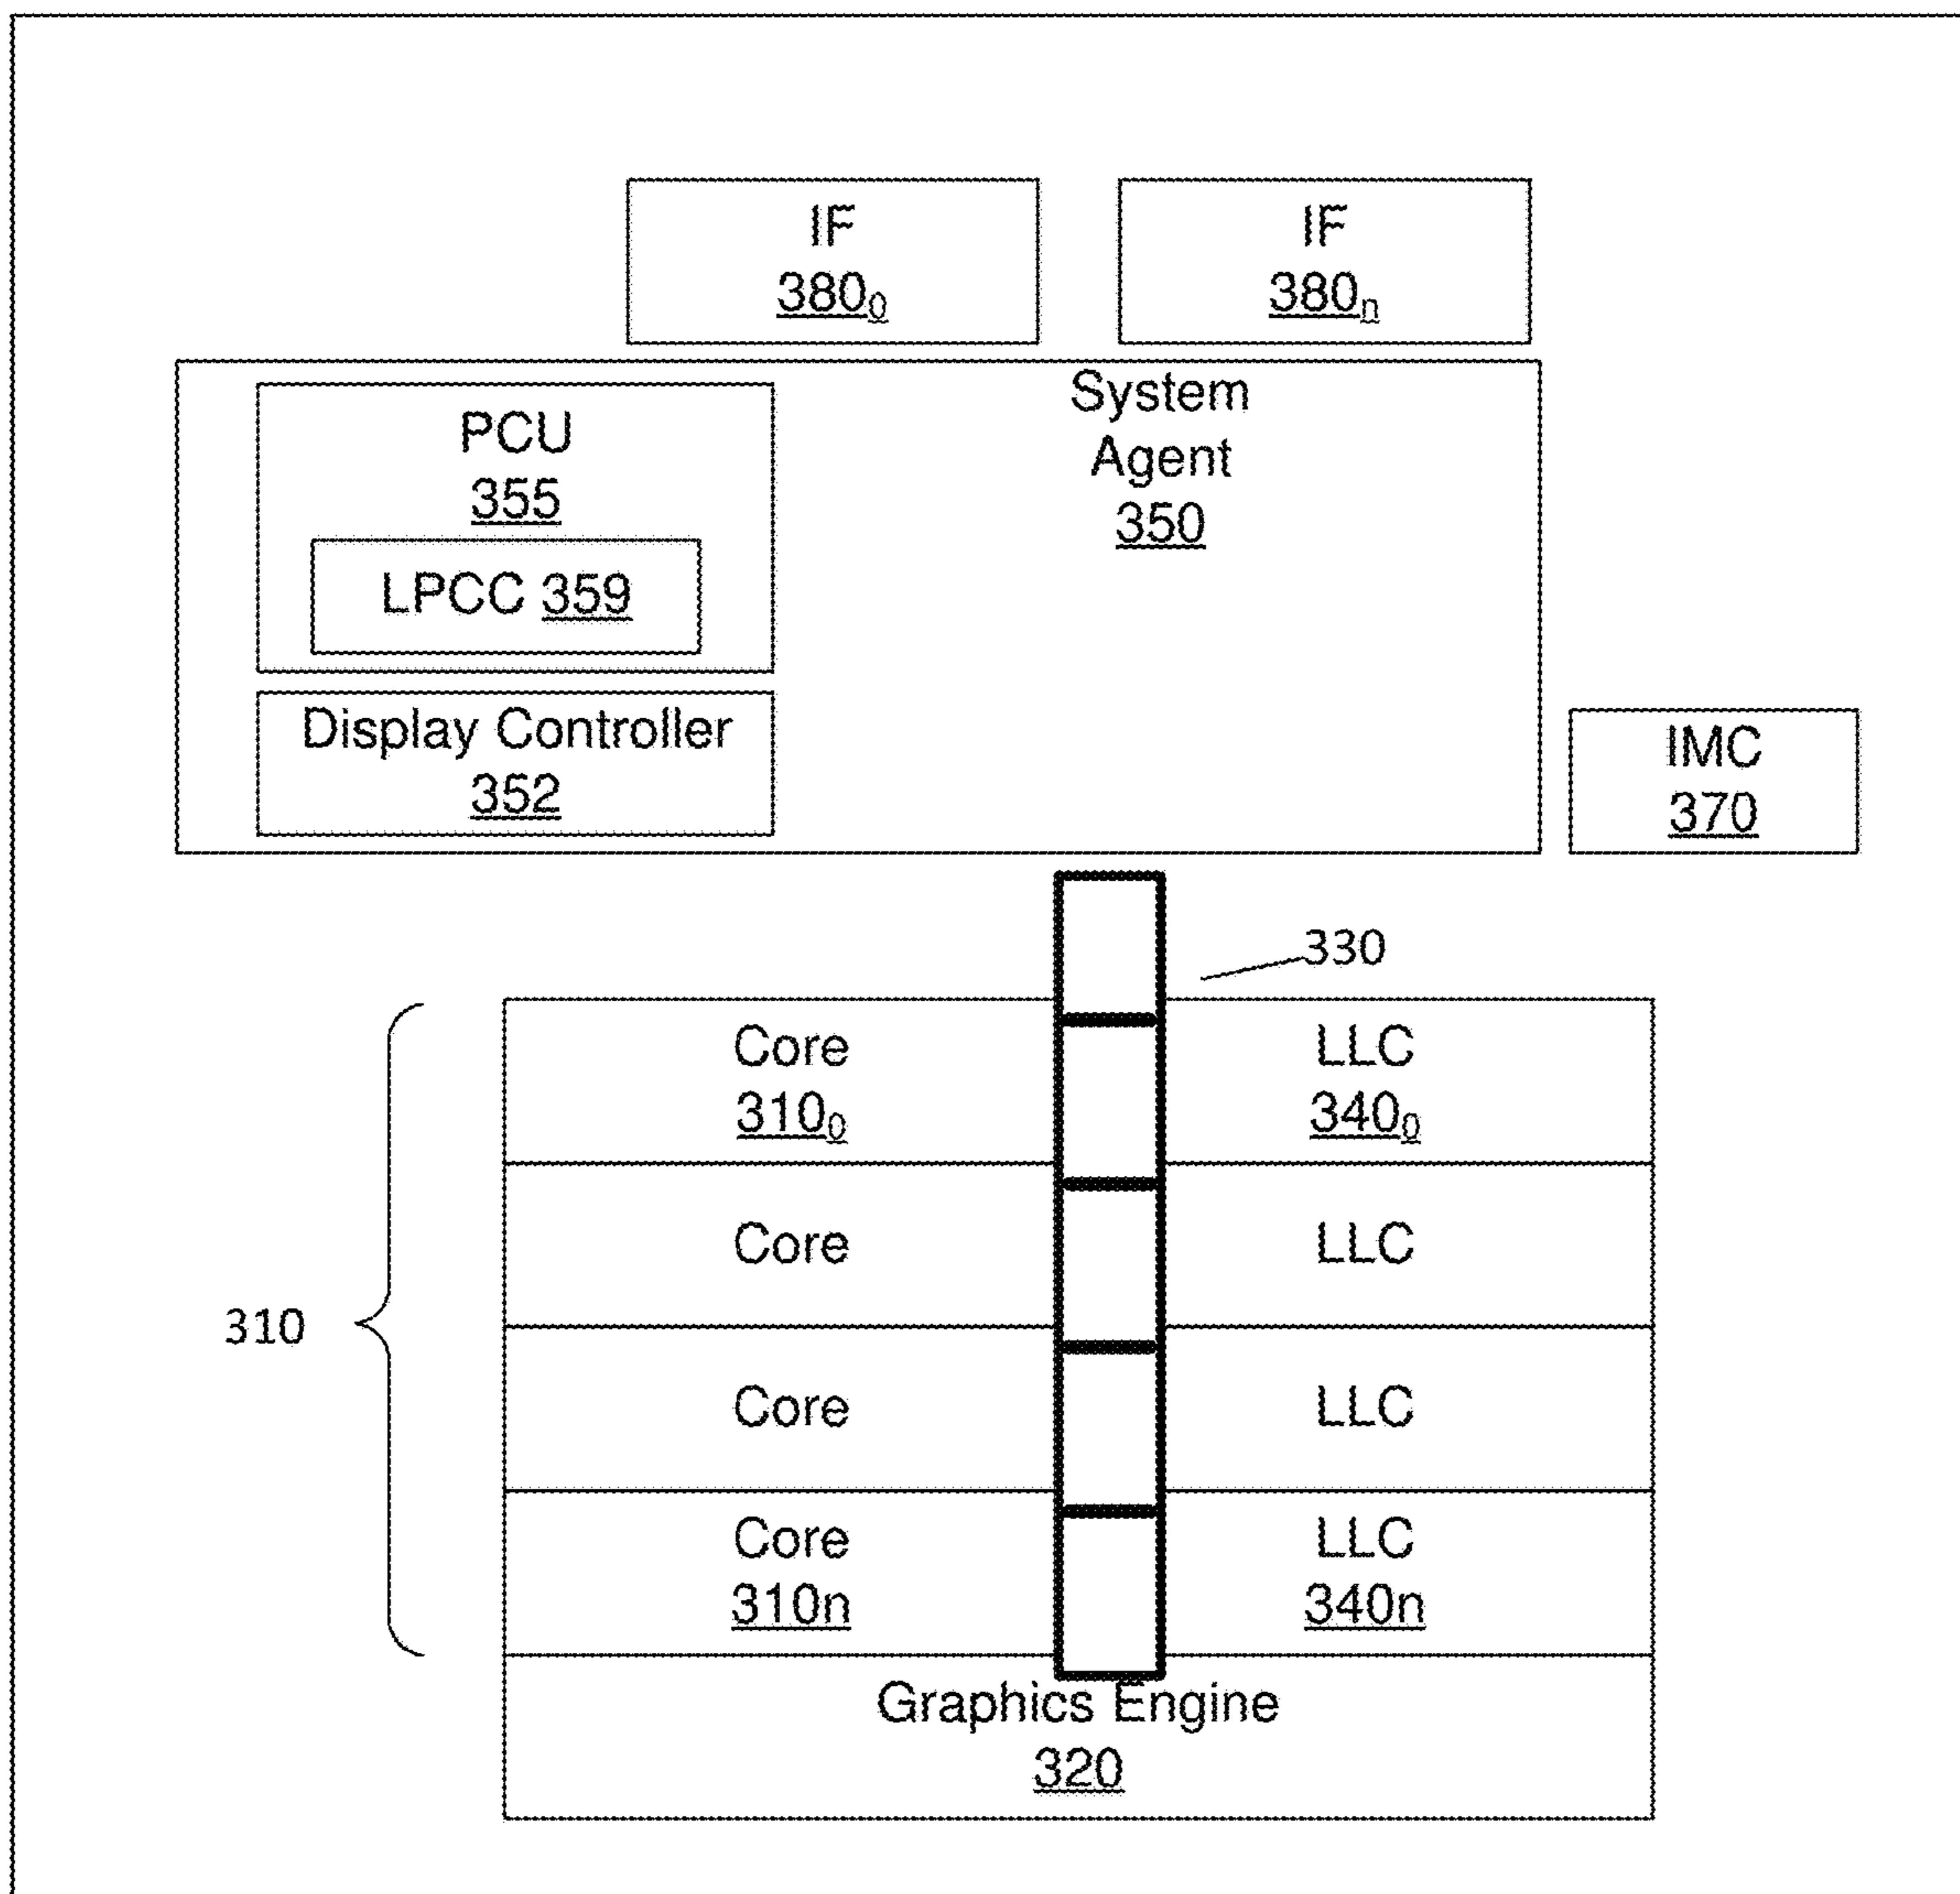 IF
380₀
IF
380ₙ
System
Agent
350
PCU
355
LPCC 359
Display Controller
352
IMC
370
330
310
Core
310₀
LLC
340₀
Core
LLC
Core
LLC
Core
310n
LLC
340n
Graphics Engine
320